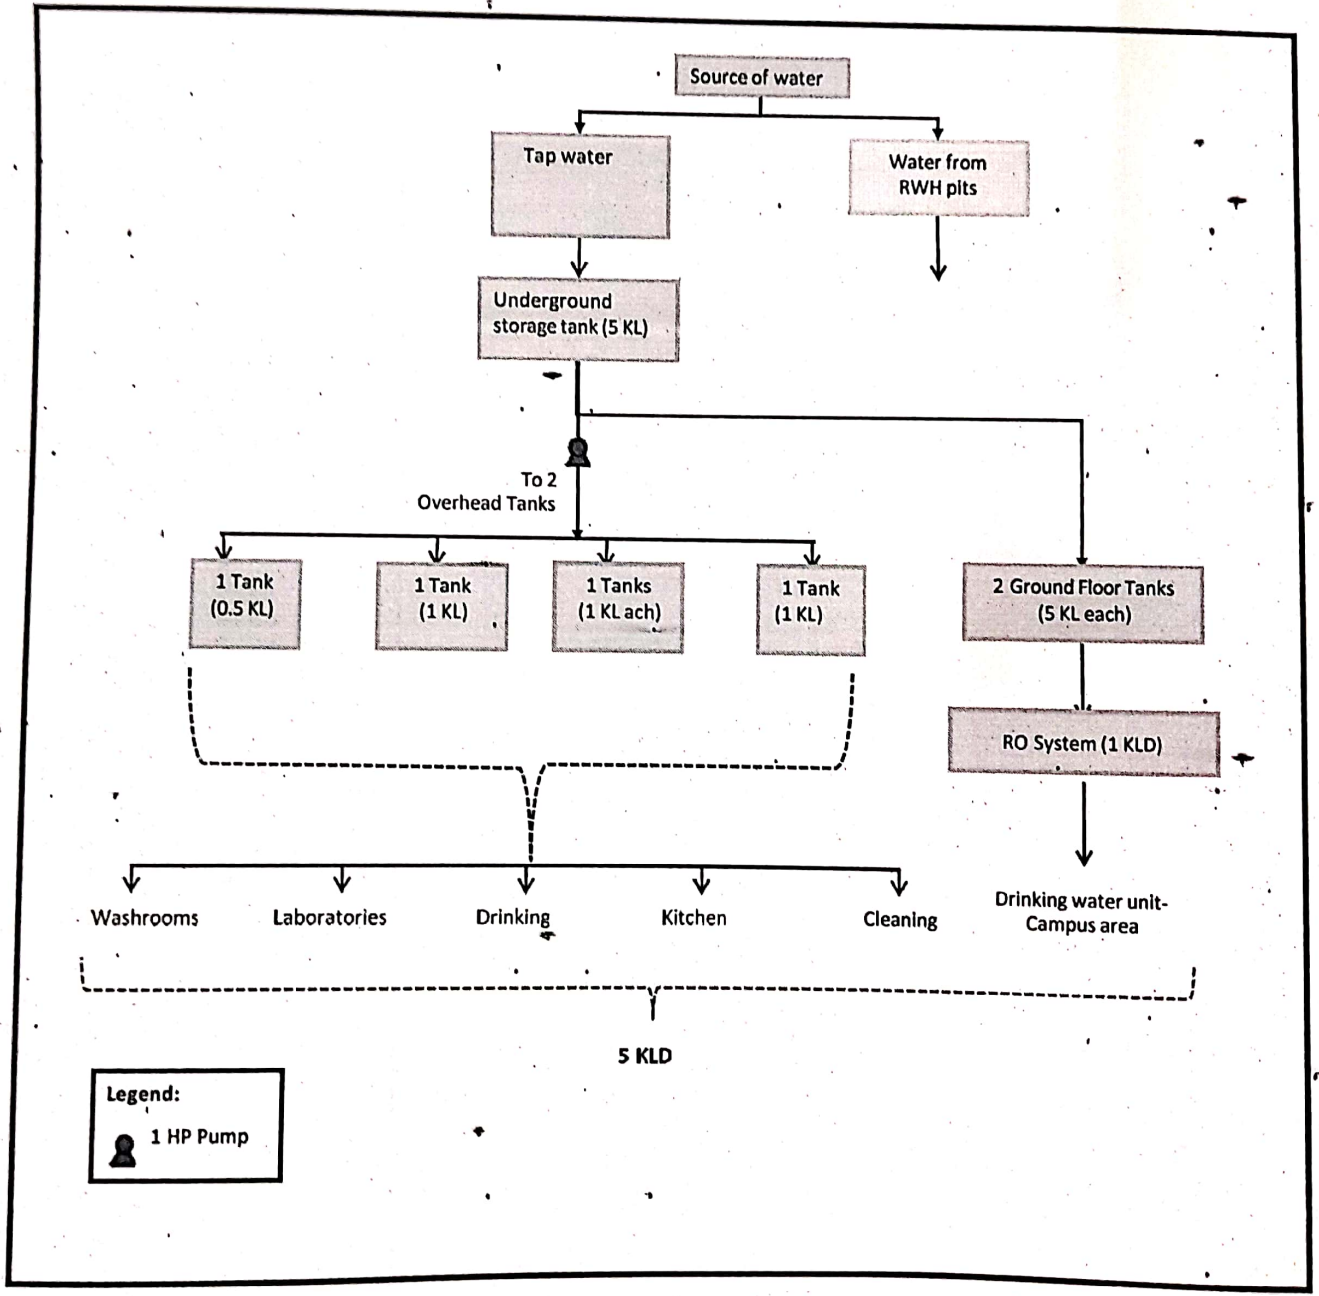 Source of water
Tap water
Water from
RWH pits
Underground
storage tank (5 KL)
To 2
Overhead Tanks
1 Tank
(0.5 KL)
1 Tank
(1 KL)
1 Tanks
(1 KL ach)
1 Tank
(1 KL)
2 Ground Floor Tanks
(5 KL each)
RO System (1 KLD)
Washrooms
Laboratories
Drinking
Kitchen
Cleaning
Drinking water unit-
Campus area
5 KLD
Legend:
1 HP Pump